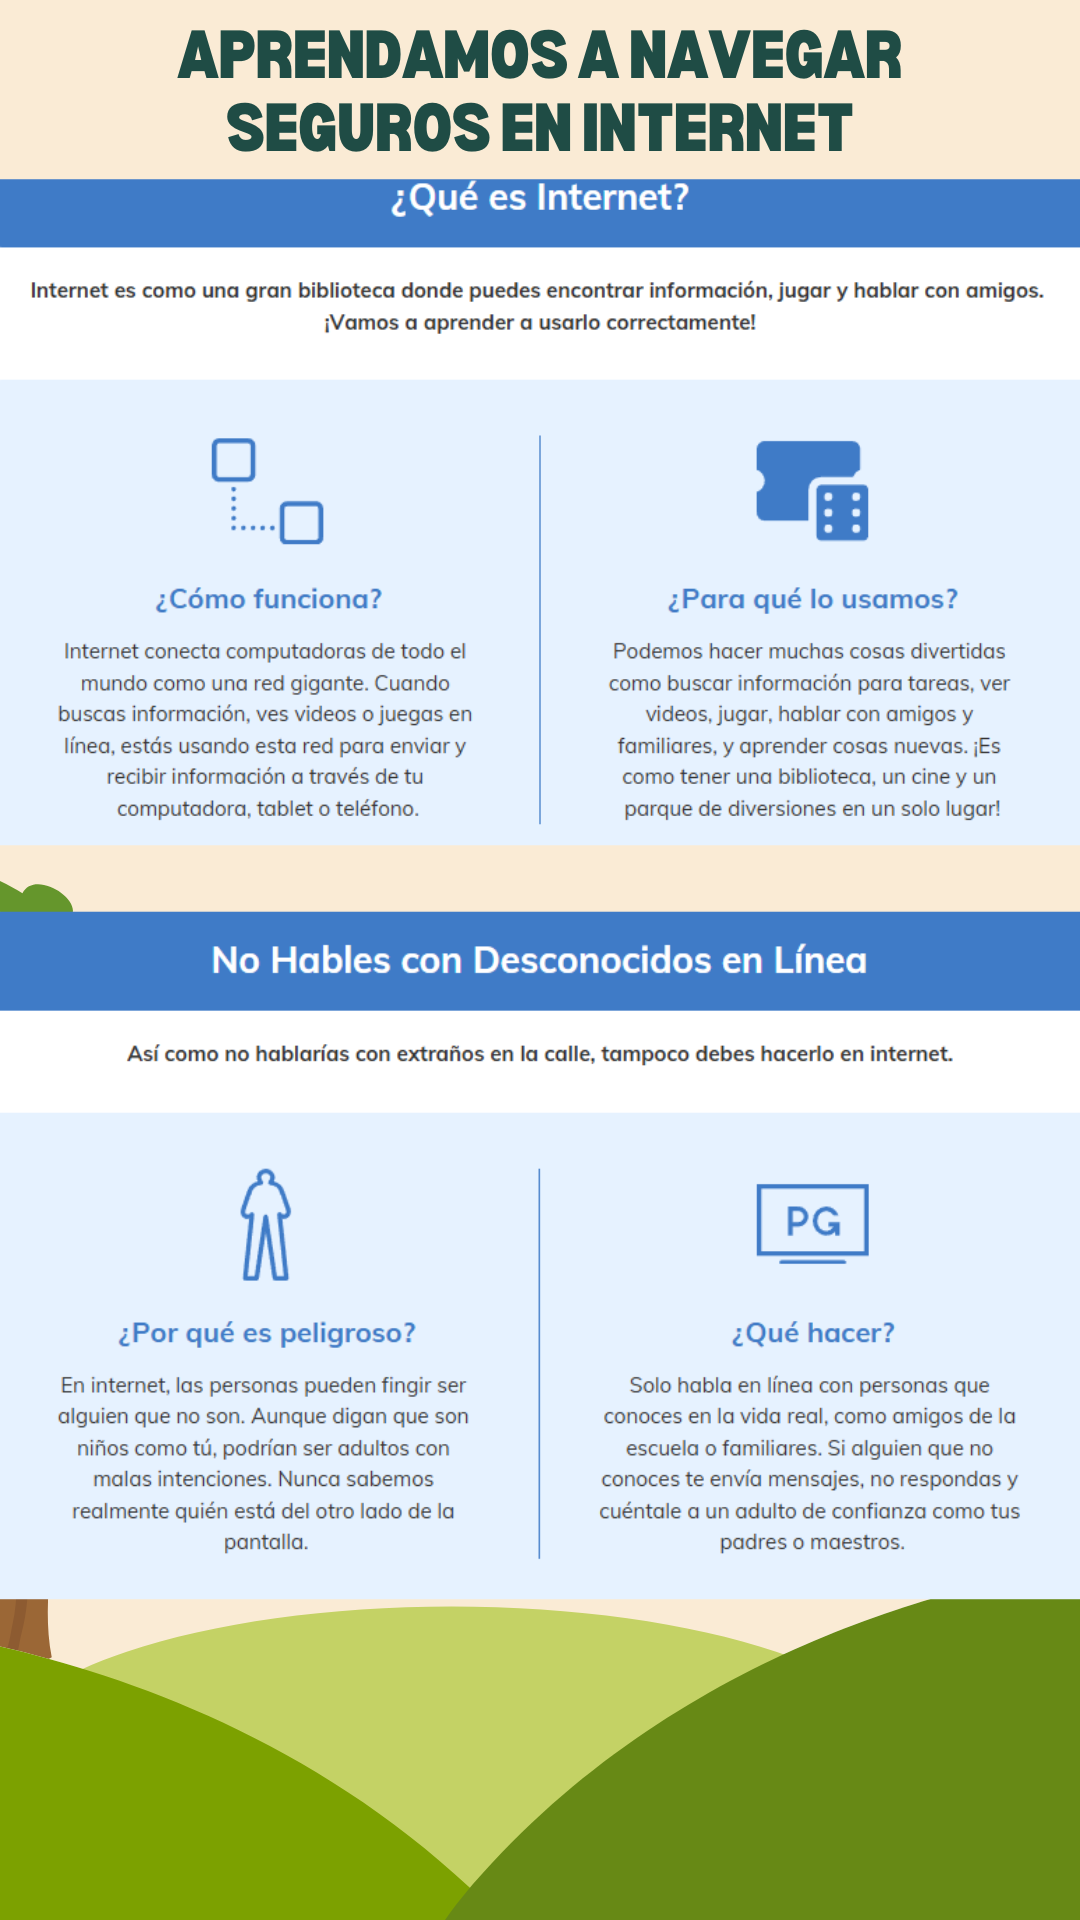 APRENDAMOS A NAVEGAR
SEGUROS EN INTERNET
¿Qué es Internet?
Internet es como una gran biblioteca donde puedes encontrar información, jugar y hablar con amigos.
¡Vamos a aprender a usarlo correctamente!
¿Cómo funciona?
Internet conecta computadoras de todo el
mundo como una red gigante. Cuando
buscas información, ves videos o juegas en
línea, estás usando esta red para enviar y
recibir información a través de tu
computadora, tablet o teléfono.
¿Para qué lo usamos?
Podemos hacer muchas cosas divertidas
como buscar información para tareas, ver
videos, jugar, hablar con amigos y
familiares, y aprender cosas nuevas. ¡Es
como tener una biblioteca, un cine y un
parque de diversiones en un solo lugar!
No Hables con Desconocidos en Línea
Así como no hablarías con extraños en la calle, tampoco debes hacerlo en internet.
¿Por qué es peligroso?
En internet, las personas pueden fingir ser
alguien que no son. Aunque digan que son
niños como tú, podrían ser adultos con
malas intenciones. Nunca sabemos
realmente quién está del otro lado de la
pantalla.
PG
¿Qué hacer?
Solo habla en línea con personas que
conoces en la vida real, como amigos de la
escuela o familiares. Si alguien que no
conoces te envía mensajes, no respondas y
cuéntale a un adulto de confianza como tus
padres o maestros.